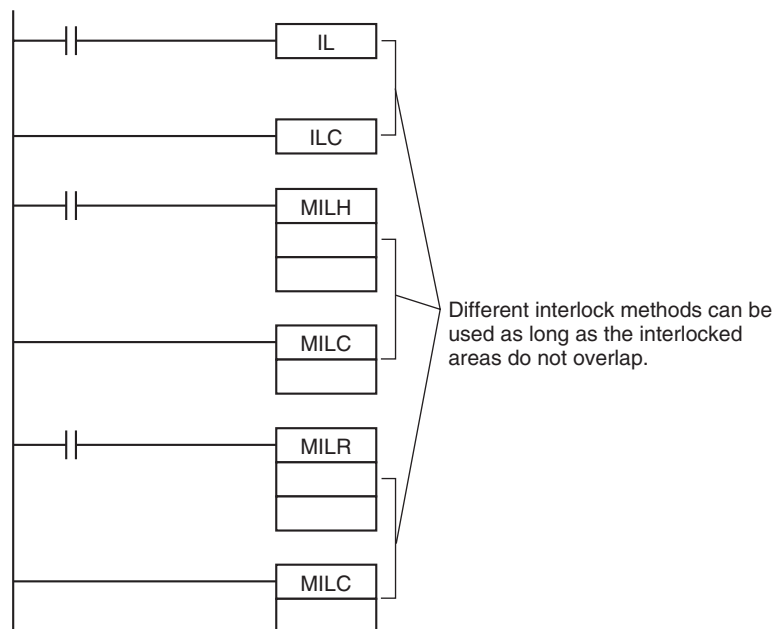 IL
ILC
MILH
MILC
Different interlock methods can be
used as long as the interlocked
areas do not overlap.
MILR
MILC